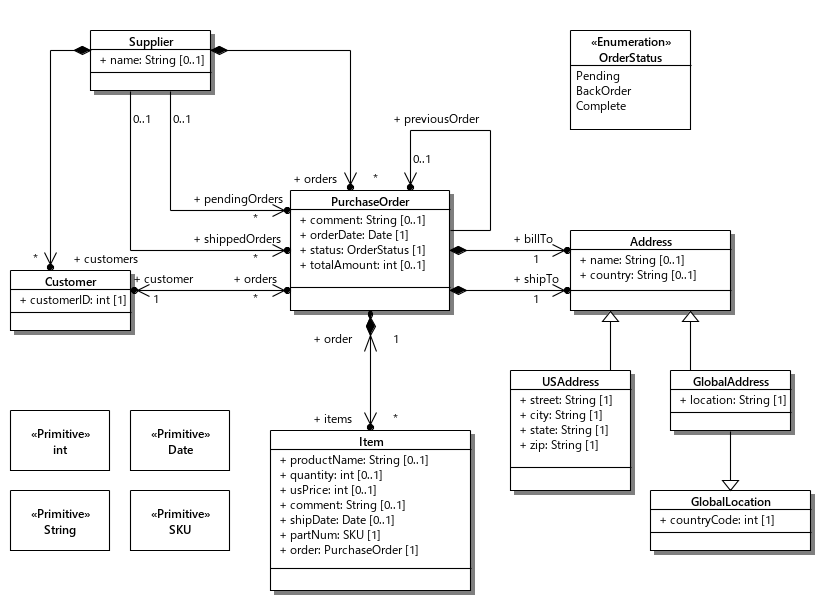 Supplier
+ name: String [0..1]
«Enumeration»
OrderStatus
Pending
BackOrder
Complete
0..1
0..1
+ previousOrder
0..1
+ orders
*
+ pendingOrders
*
+ shippedOrders
*
PurchaseOrder
+ comment: String [0..1]
+ orderDate: Date [1]
+ status: OrderStatus [1]
+ totalAmount: int [0..1]
+ billTo
1
+ shipTo
1
Address
+ name: String [0..1]
+ country: String [0..1]
*
+ customers
Customer
+ customerID: int [1]
+ customer
1
+ orders
*
+ order
1
+ items
*
USAddress
+ street: String [1]
+ city: String [1]
+ state: String [1]
+ zip: String [1]
GlobalAddress
+ location: String [1]
«Primitive»
int
«Primitive»
Date
«Primitive»
String
«Primitive»
SKU
Item
+ productName: String [0..1]
+ quantity: int [0..1]
+ usPrice: int [0..1]
+ comment: String [0..1]
+ shipDate: Date [0..1]
+ partNum: SKU [1]
+ order: PurchaseOrder [1]
GlobalLocation
+ countryCode: int [1]